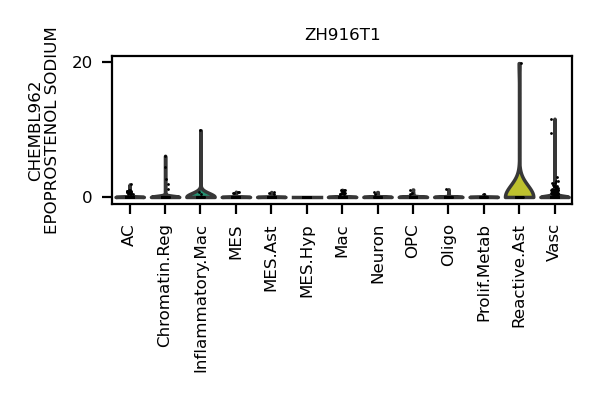 ZH916T1
CHEMBL962
EPOPROSTENOL SODIUM
20
0
AC
Chromatin.Reg
Inflammatory.Mac
MES
MES.Ast
MES.Hyp
Mac
Neuron
OPC
Oligo
Prolif.Metab
Reactive.Ast
Vasc